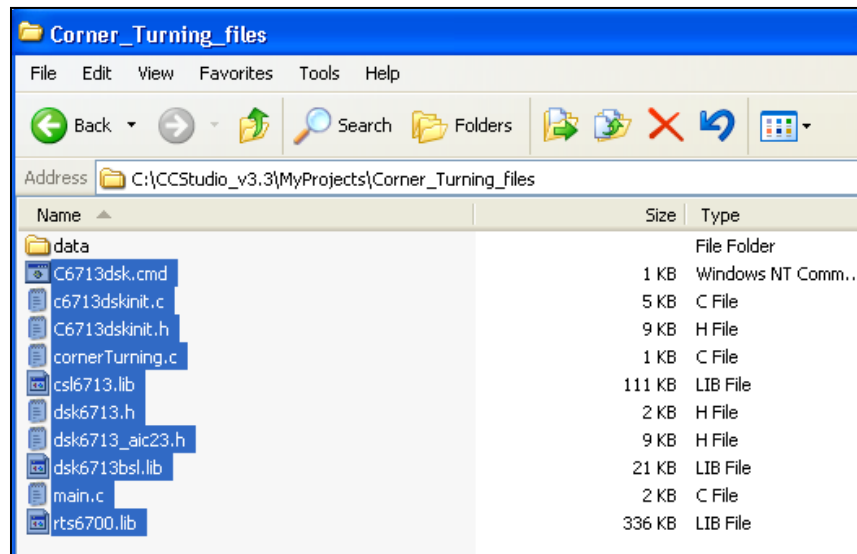 Corner_Turning_files
File Edit View Favorites Tools Help
Back Search Folders
Address C:\CCStudio_v3.3\MyProjects\Corner_Turning_files
Name Size Type
data File Folder
C6713dsk.cmd 1 KB Windows NT Comm...
c6713dskinit.c 5 KB C File
C6713dskinit.h 9 KB H File
cornerTurning.c 1 KB C File
csl6713.lib 111 KB LIB File
dsk6713.h 2 KB H File
dsk6713_aic23.h 9 KB H File
dsk6713bsl.lib 21 KB LIB File
main.c 2 KB C File
rts6700.lib 336 KB LIB File